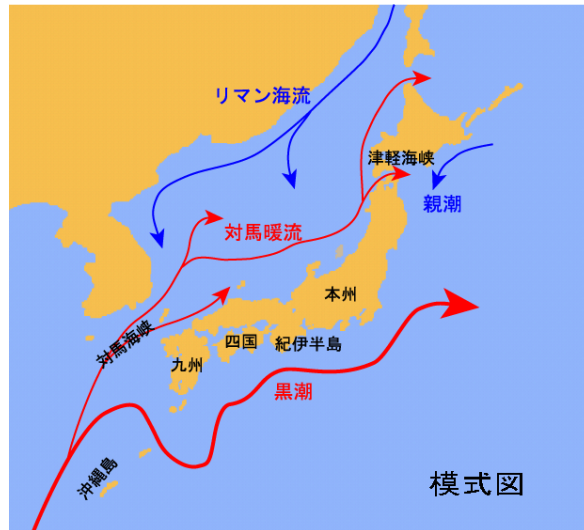 リマン海流
津軽海峡
親潮
対馬暖流
本州
対馬海峡
四国
紀伊半島
九州
黒潮
沖縄島
模式図